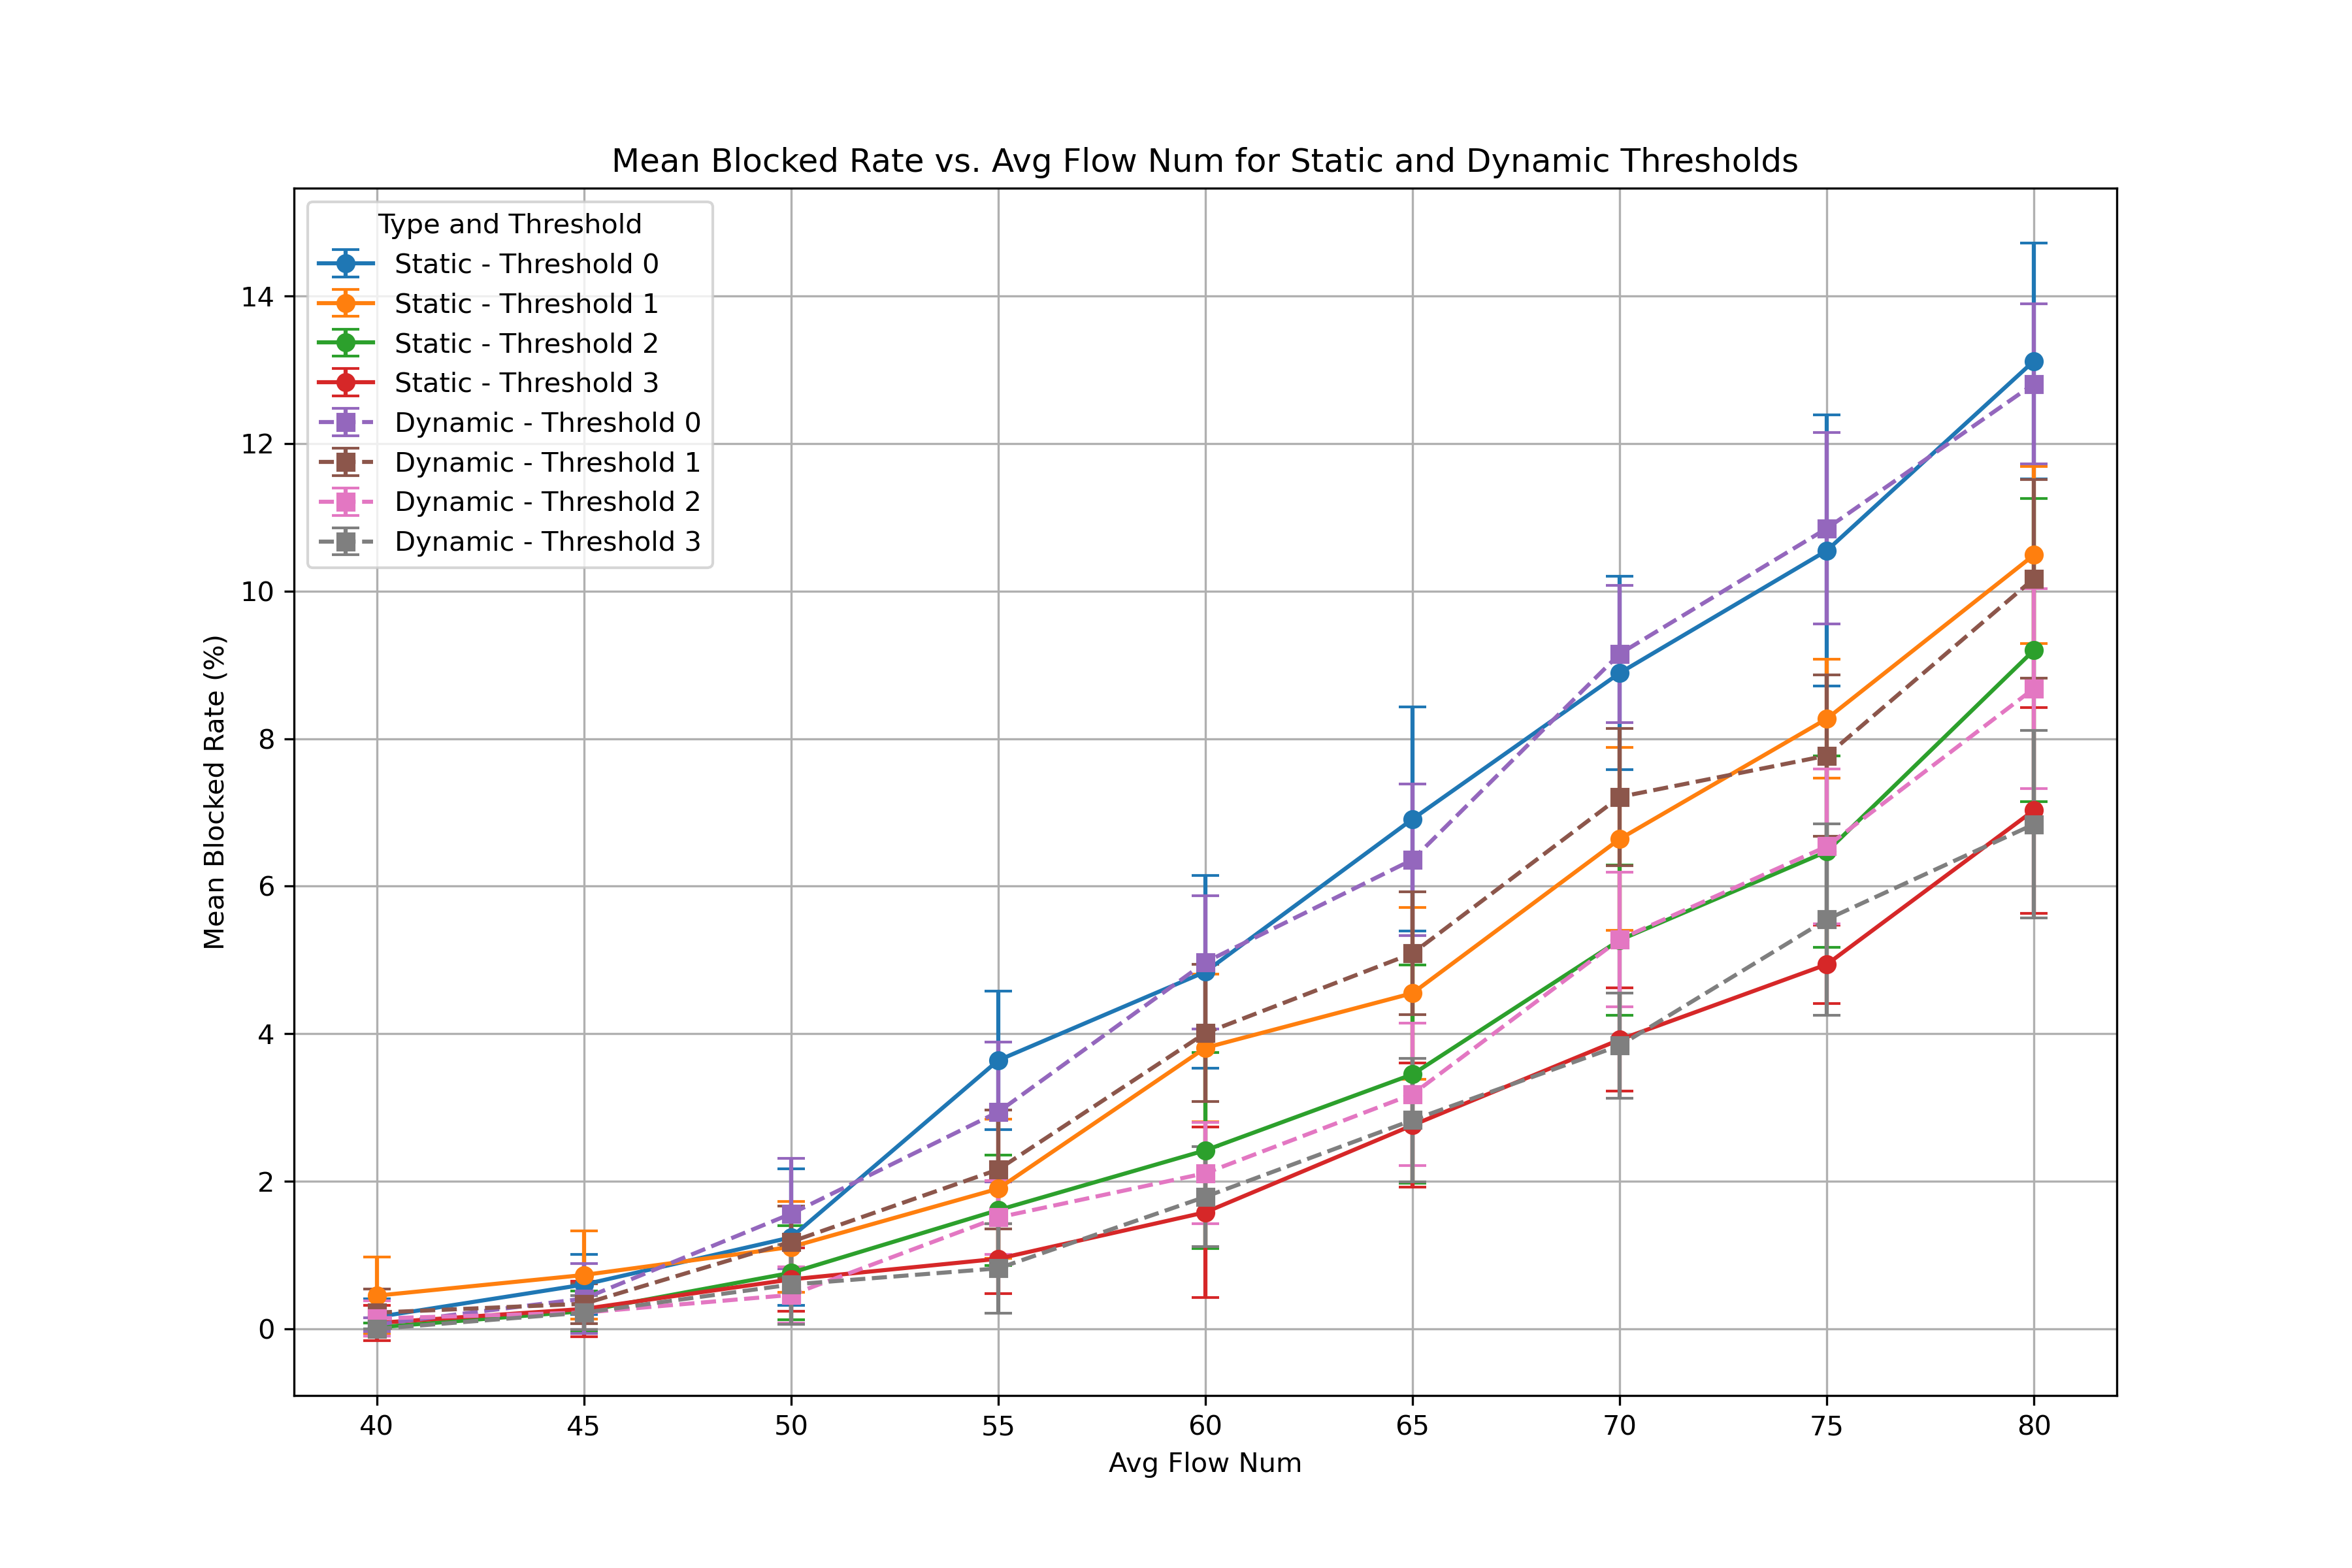 Mean Blocked Rate vs. Avg Flow Num for Static and Dynamic Thresholds
Type and Threshold
Static - Threshold 0
Static - Threshold 1
Static - Threshold 2
Static - Threshold 3
Dynamic - Threshold 0
Dynamic - Threshold 1
Dynamic - Threshold 2
Dynamic - Threshold 3
Mean Blocked Rate (%)
14
12
10
8
6
4
2
0
40 45 50 55 60 65 70 75 80
Avg Flow Num